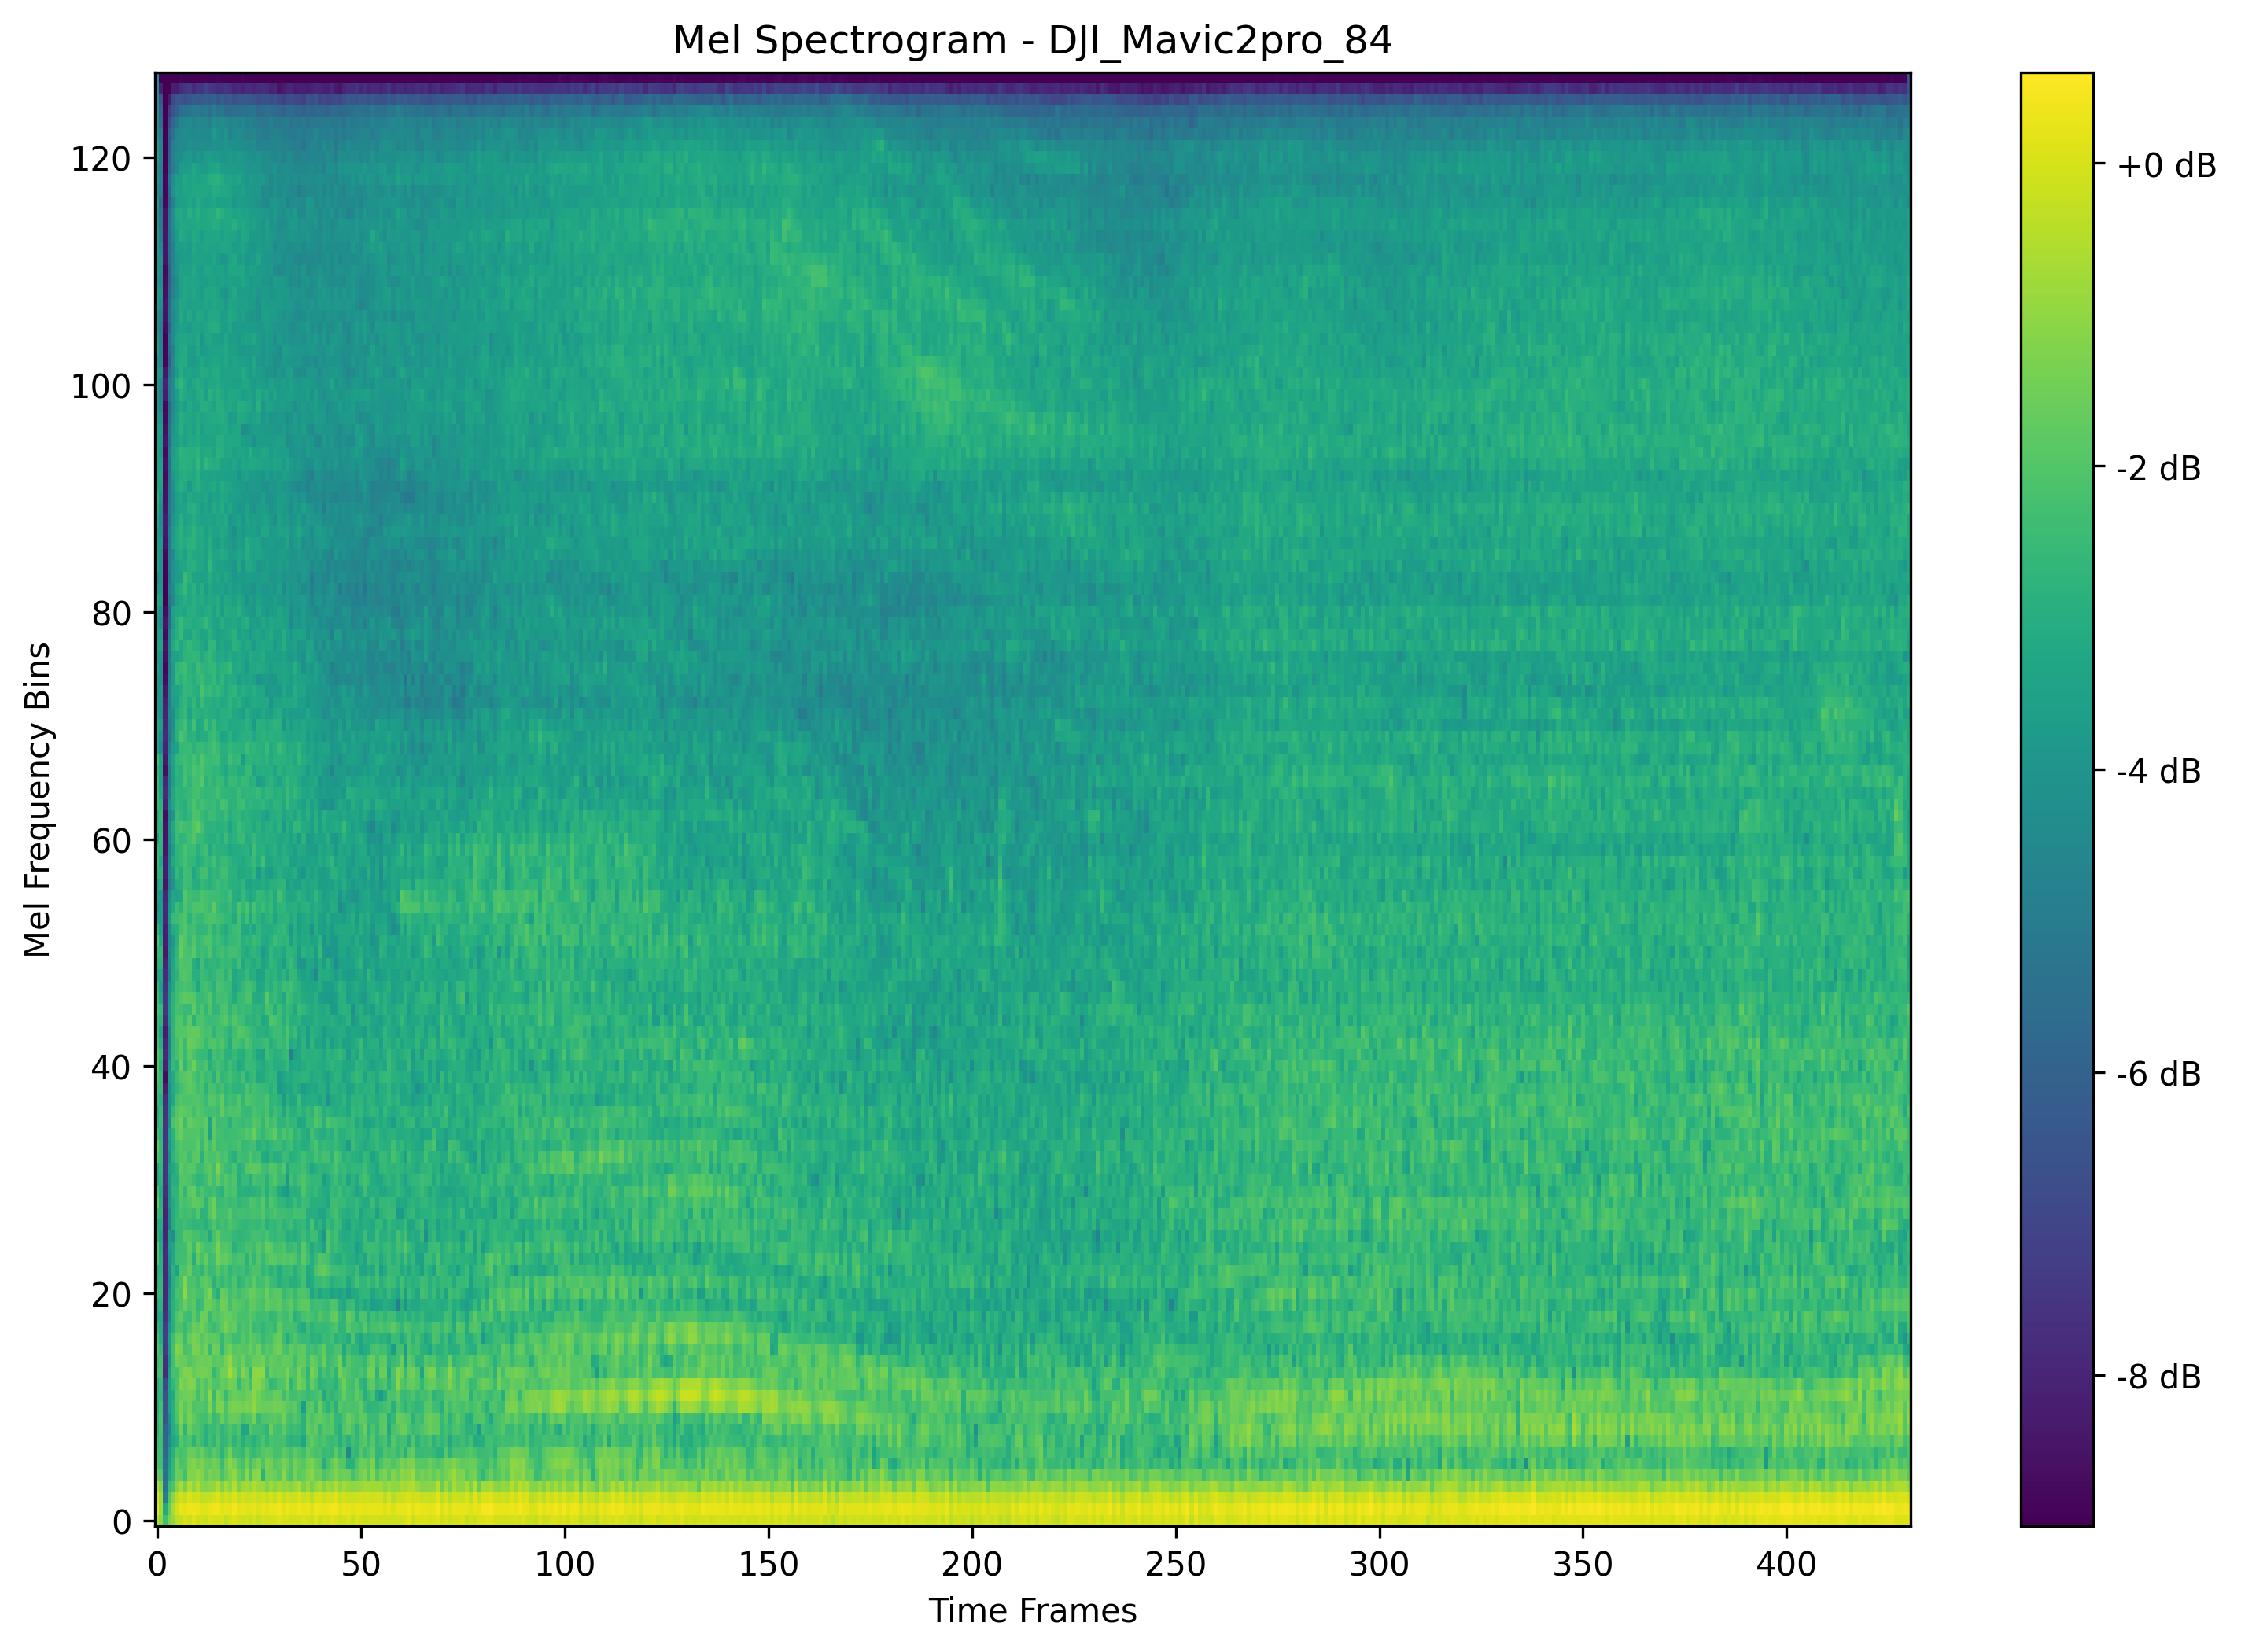 Mel Spectrogram - DJI_Mavic2pro_84
Mel Frequency Bins
120
100
80
60
40
20
0
0 50 100 150 200 250 300 350 400
Time Frames
+0 dB
-2 dB
-4 dB
-6 dB
-8 dB